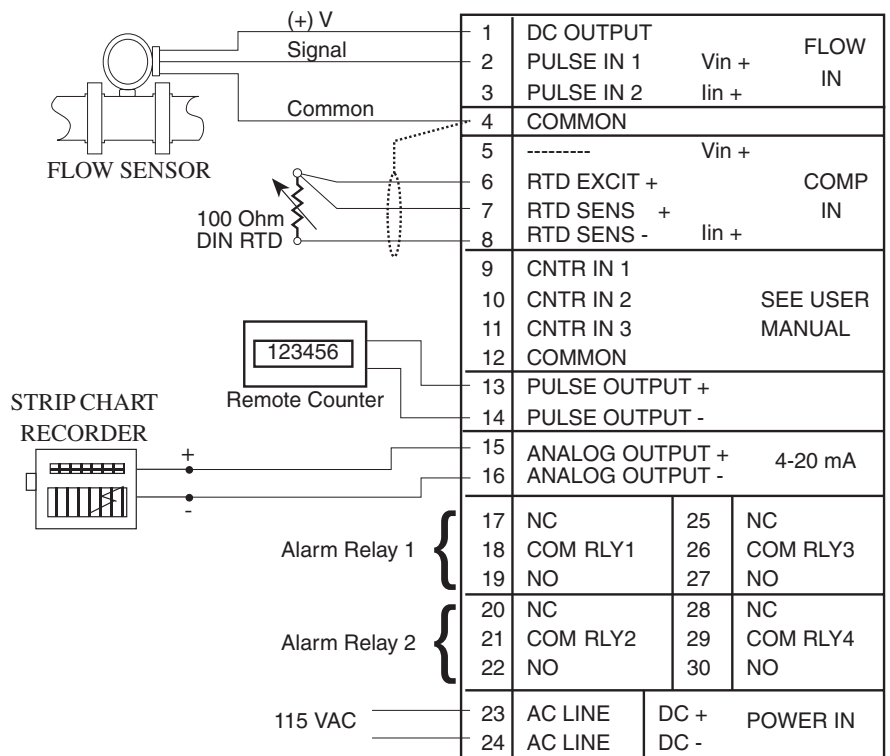 (+) V
Signal
Common
FLOW SENSOR
100 Ohm
DIN RTD
123456
Remote Counter
STRIP CHART
RECORDER
+
-
Alarm Relay 1
Alarm Relay 2
115 VAC
1 DC OUTPUT
2 PULSE IN 1 Vin +
3 PULSE IN 2 Iin +
FLOW
IN
4 COMMON
5 --------- Vin +
6 RTD EXCIT +
7 RTD SENS +
8 RTD SENS - Iin +
COMP
IN
9 CNTR IN 1
10 CNTR IN 2
11 CNTR IN 3
12 COMMON
SEE USER
MANUAL
13 PULSE OUTPUT +
14 PULSE OUTPUT -
15 ANALOG OUTPUT +
16 ANALOG OUTPUT -
4-20 mA
17 NC 25 NC
18 COM RLY1 26 COM RLY3
19 NO 27 NO
20 NC 28 NC
21 COM RLY2 29 COM RLY4
22 NO 30 NO
23 AC LINE DC +
24 AC LINE DC -
POWER IN